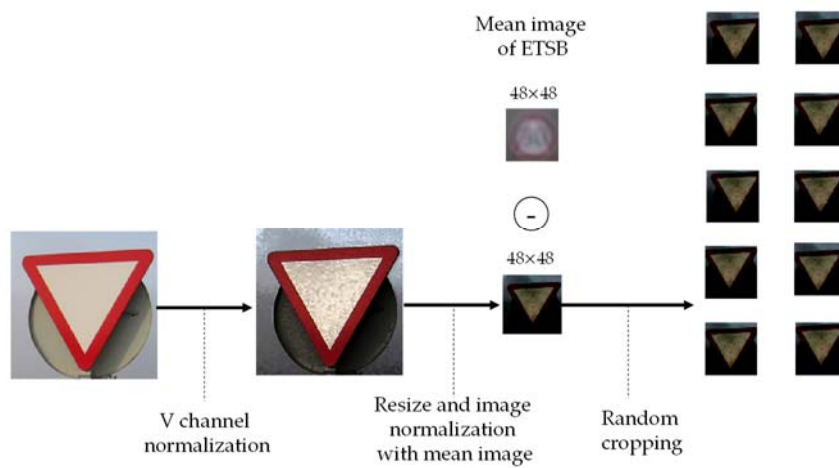 Mean image
of ETSB
48×48
-
48×48
V channel
normalization
Resize and image
normalization
with mean image
Random
cropping